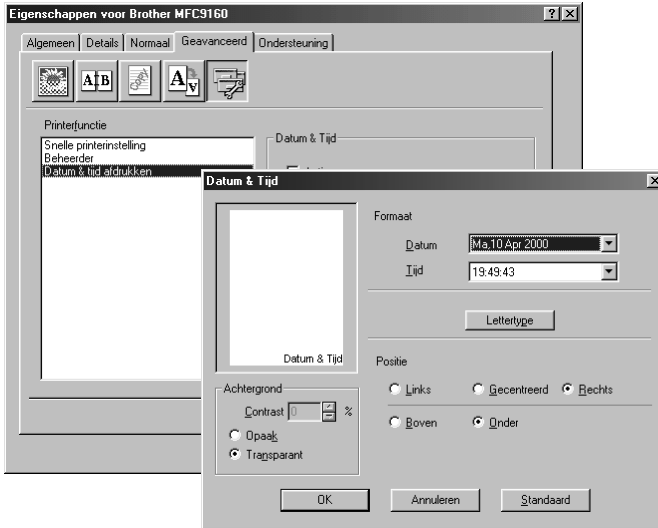 Eigenschappen voor Brother MFC9160
Algemeen Details Normaal Geavanceerd Ondersteuning
A B
A v
Printerfunctie
Snelle printerinstelling
Beheerder
Datum & tijd afdrukken
Datum & Tijd
Datum & Tijd
Formaat
Datum Ma,10 Apr 2000
Tijd 19:49:43
Lettertype
Datum & Tijd
Positie
Links Gecentreerd Rechts
Boven Onder
Achtergrond
Contrast 0 %
Opaak
Transparant
OK Annuleren Standaard